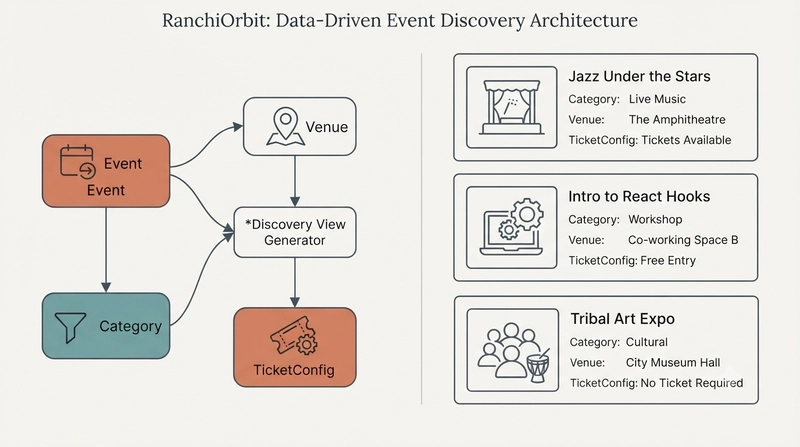 RanchiOrbit: Data-Driven Event Discovery Architecture
Event
Event
Venue
*Discovery View
Generator
Category
TicketConfig
Jazz Under the Stars
Category: Live Music
Venue: The Amphitheatre
TicketConfig: Tickets Available
Intro to React Hooks
Category: Workshop
Venue: Co-working Space B
TicketConfig: Free Entry
Tribal Art Expo
Category: Cultural
Venue: City Museum Hall
TicketConfig: No Ticket Required